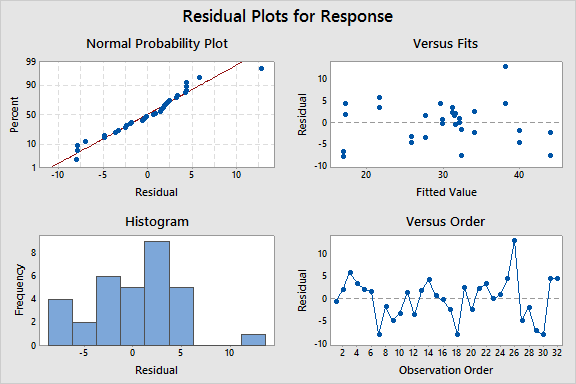 Residual Plots for Response
Normal Probability Plot
Percent
99
90
50
10
1
-10 -5 0 5 10
Residual
Versus Fits
Residual
10
5
0
-5
-10
20 30 40
Fitted Value
Histogram
Frequency
8
6
4
2
0
-5 0 5 10
Residual
Versus Order
Residual
10
5
0
-5
-10
2 4 6 8 10 12 14 16 18 20 22 24 26 28 30 32
Observation Order